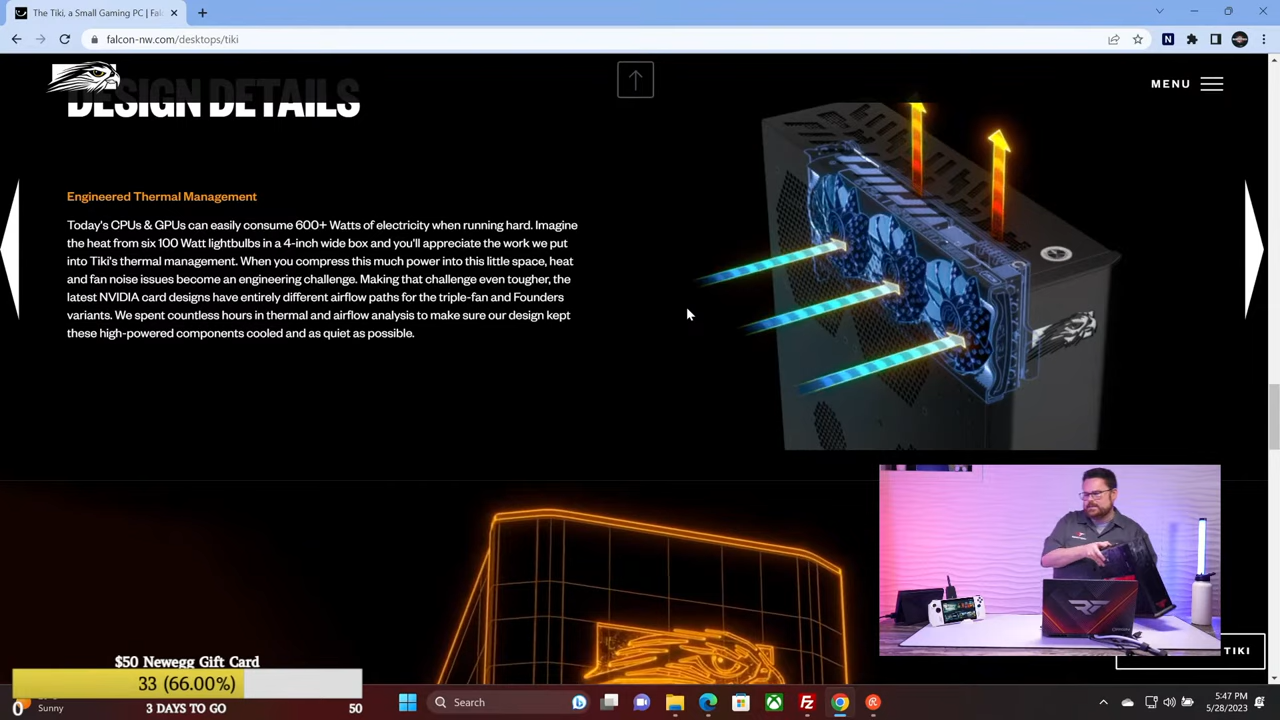 The Tiki, a Small Gaming PC | Fal
falcon-nw.com/desktops/tiki
DESIGN DETAILS
MENU
Engineered Thermal Management
Today's CPUs & GPUs can easily consume 600+ Watts of electricity when running hard. Imagine
the heat from six 100 Watt lightbulbs in a 4-inch wide box and you'll appreciate the work we put
into Tiki's thermal management. When you compress this much power into this little space, heat
and fan noise issues become an engineering challenge. Making that challenge even tougher, the
latest NVIDIA card designs have entirely different airflow paths for the triple-fan and Founders
variants. We spent countless hours in thermal and airflow analysis to make sure our design kept
these high-powered components cooled and as quiet as possible.
TIKI
$50 Newegg Gift Card
33 (66.00%)
0
3 DAYS TO GO
50
Sunny
Search
5:47 PM
5/28/2023